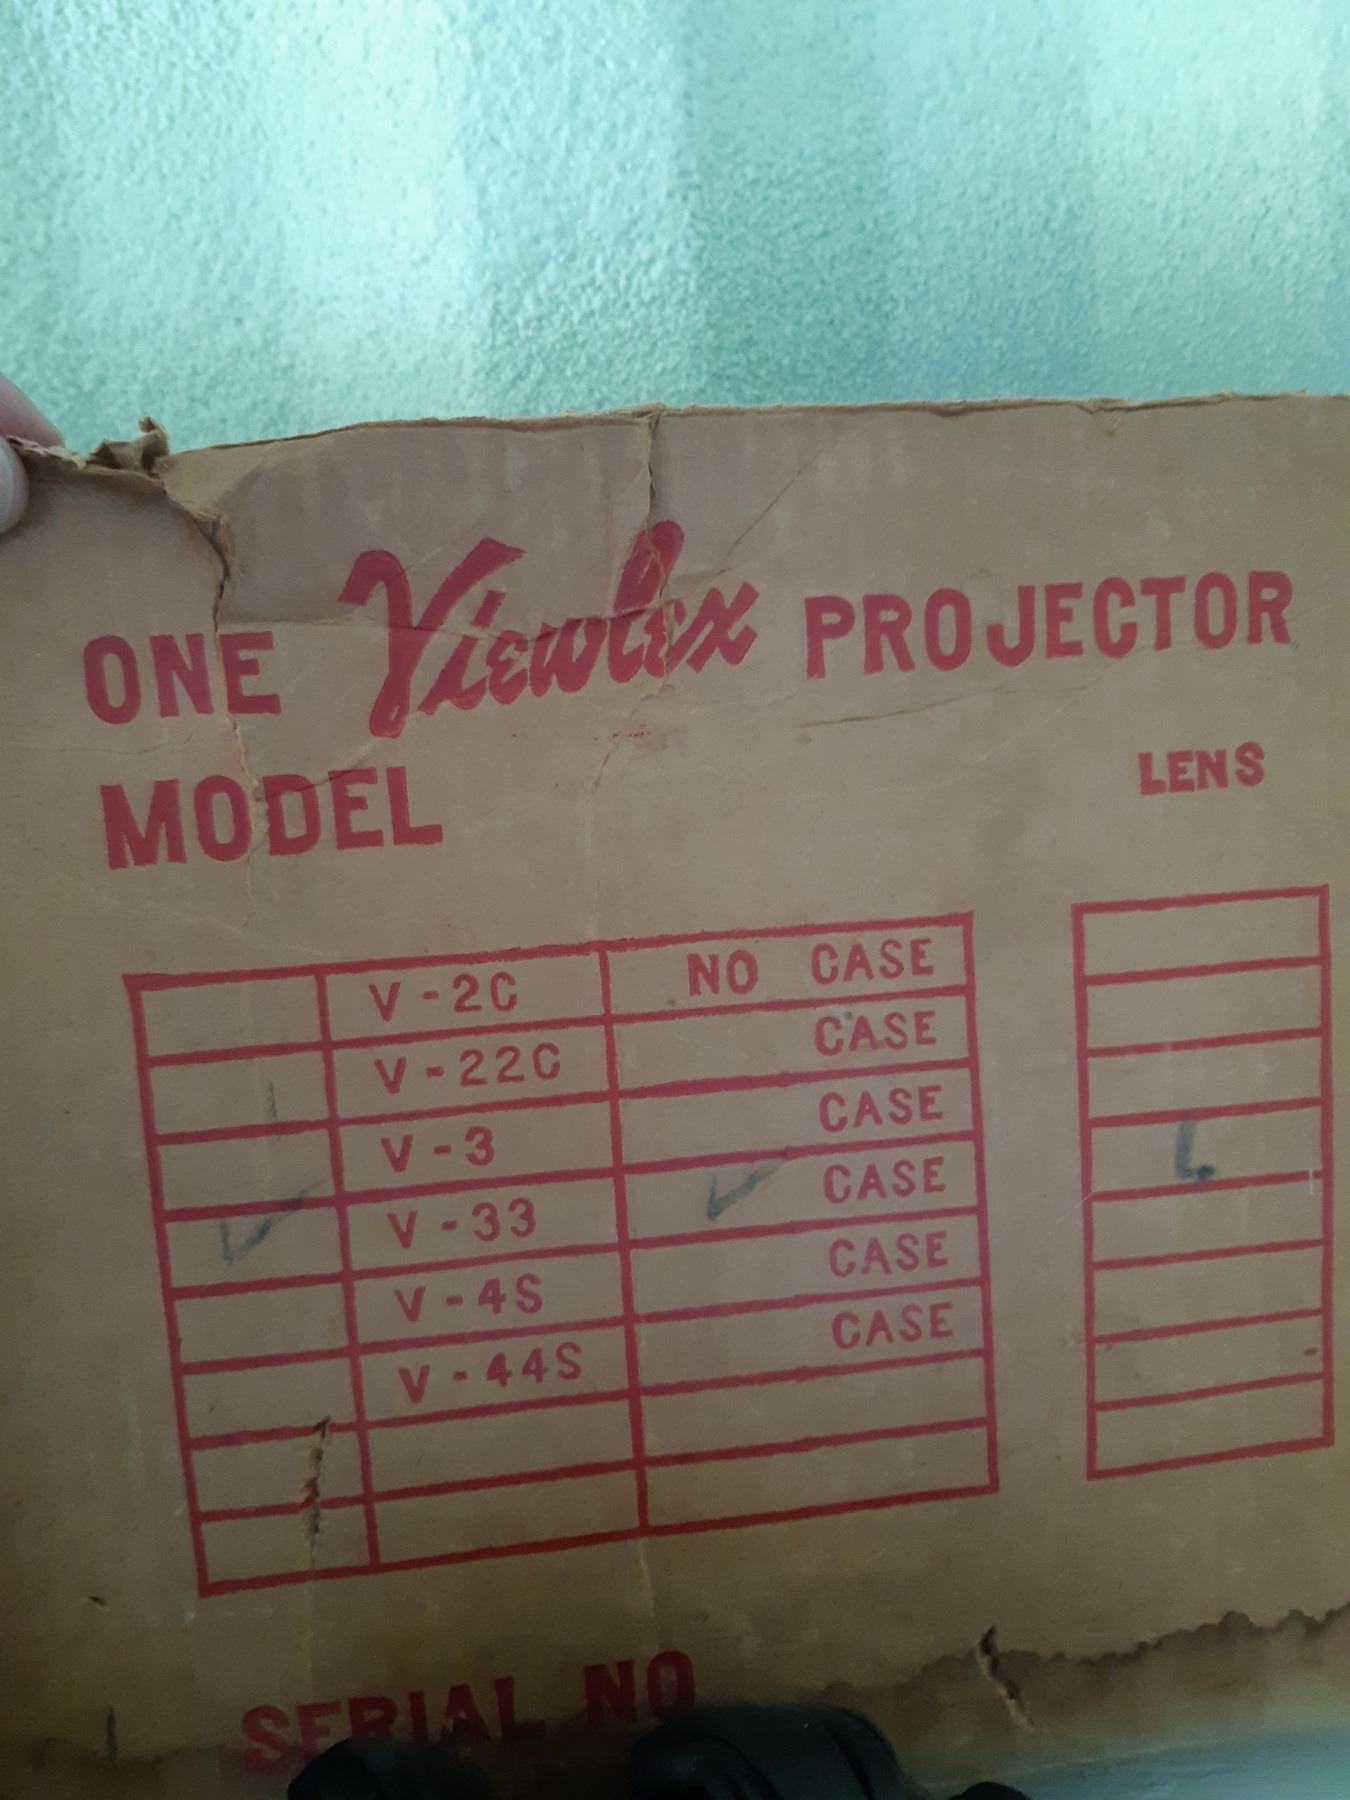 ONE Viewlex PROJECTOR
MODEL
LENS
V-2C NO CASE
V-22C CASE
V-3 CASE
✓ V-33 ✓ CASE
V-4S CASE
V-44S CASE
SERIAL NO